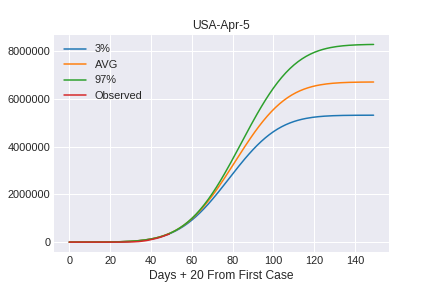 USA-Apr-5
3%
AVG
97%
Observed
8000000
6000000
4000000
2000000
0
0 20 40 60 80 100 120 140
Days + 20 From First Case